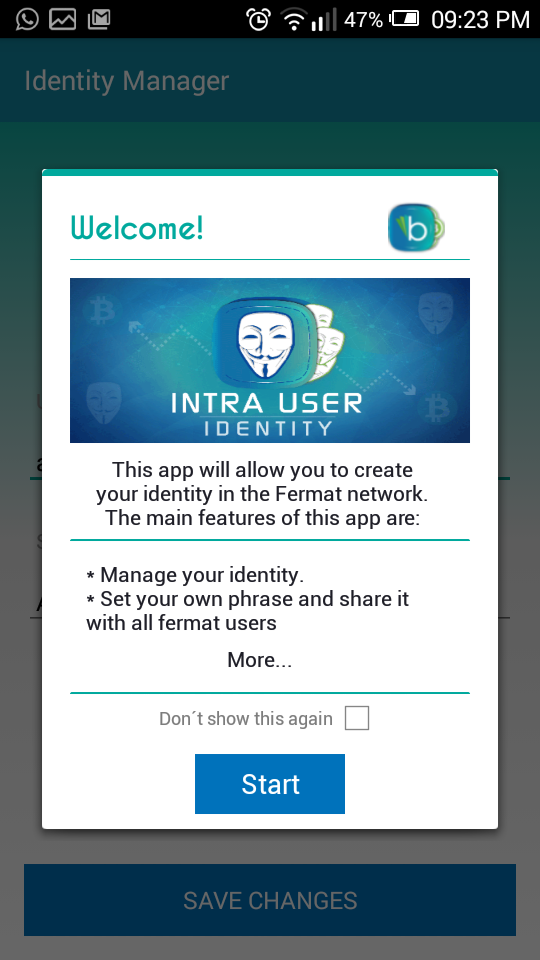 47% 09:23 PM
Identity Manager
Welcome!
b
INTRA USER
IDENTITY
This app will allow you to create
your identity in the Fermat network.
The main features of this app are:
* Manage your identity.
* Set your own phrase and share it
with all fermat users
More...
Don´t show this again
Start
SAVE CHANGES